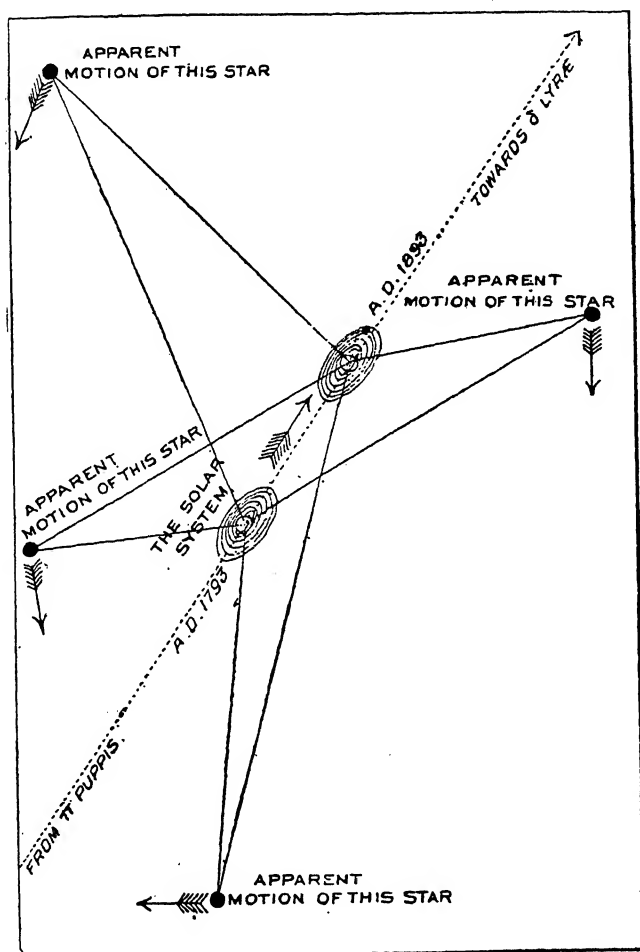 APPARENT
MOTION OF THIS STAR
TOWARDS δ LYRÆ
A.D. 1893
APPARENT
MOTION OF THIS STAR
APPARENT
MOTION OF THIS STAR
THE SOLAR
SYSTEM.
A.D. 1793
FROM π PUPPIS.
APPARENT
MOTION OF THIS STAR